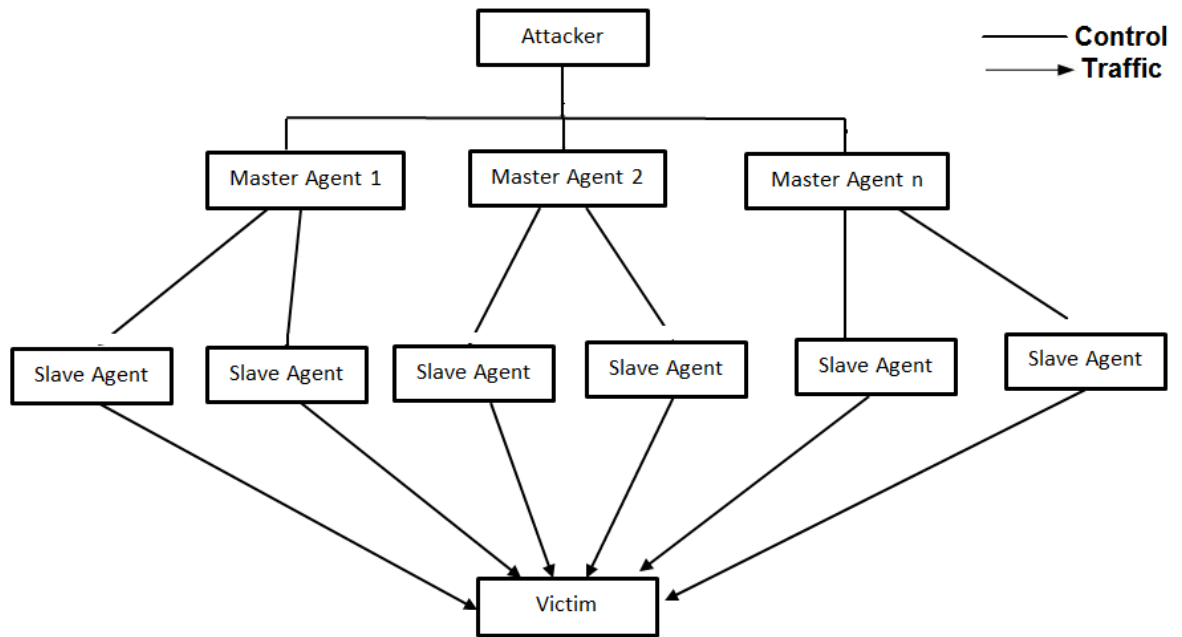 Attacker
Control
Traffic
Master Agent 1
Master Agent 2
Master Agent n
Slave Agent
Slave Agent
Slave Agent
Slave Agent
Slave Agent
Slave Agent
Victim